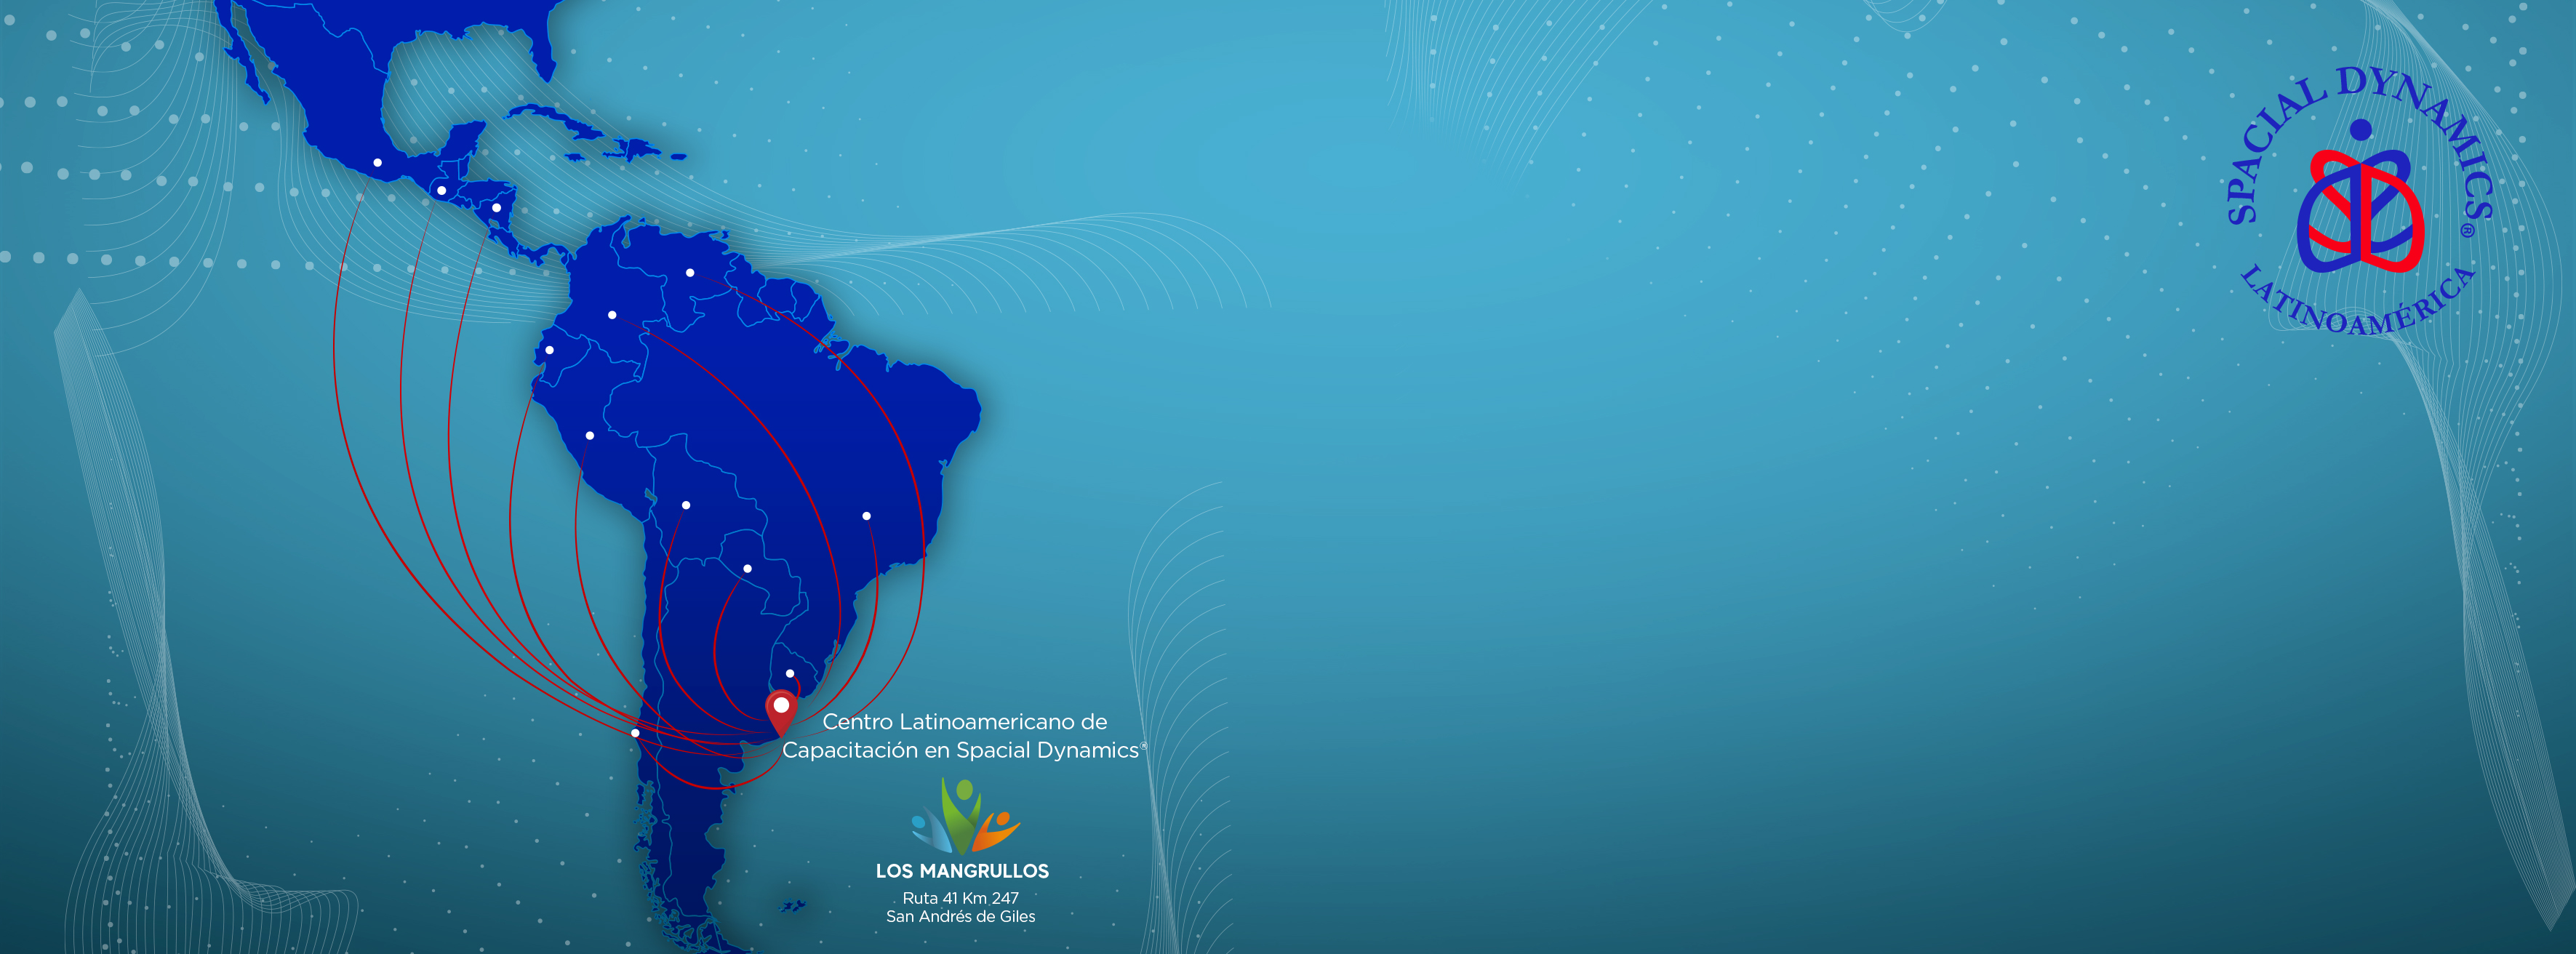 SPACIAL DYNAMICS®
LATINOAMÉRICA
Centro Latinoamericano de
Capacitación en Spacial Dynamics®
LOS MANGRULLOS
Ruta 41 Km 247
San Andrés de Giles